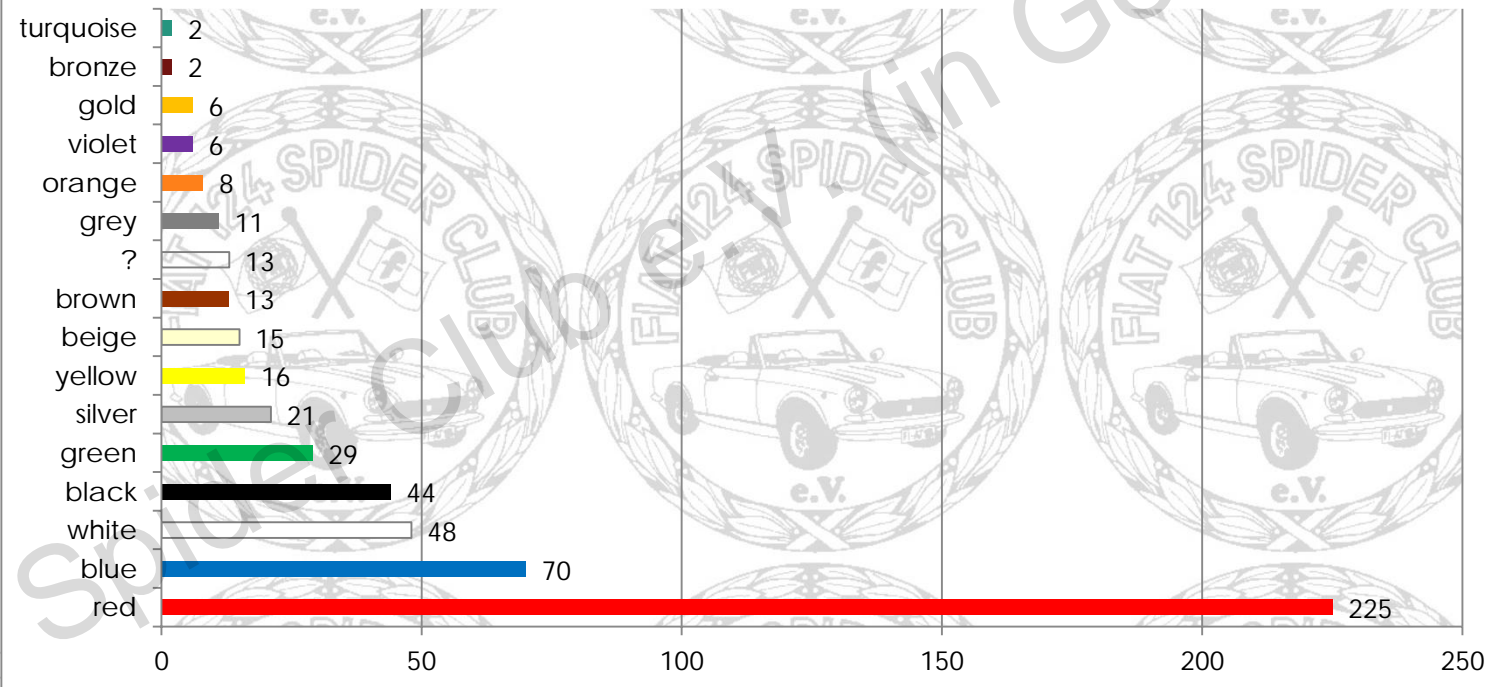 turquoise 2
bronze 2
gold 6
violet 6
orange 8
grey 11
? 13
brown 13
beige 15
yellow 16
silver 21
green 29
black 44
white 48
blue 70
red 225
0 50 100 150 200 250
Spider Club e.V. (in
e.V.
e.V.
e.V.
FIAT 124 SPIDER CLUB
FIAT 124 SPIDER CLUB
FIAT 124 SPIDER CLUB
e.V.
e.V.